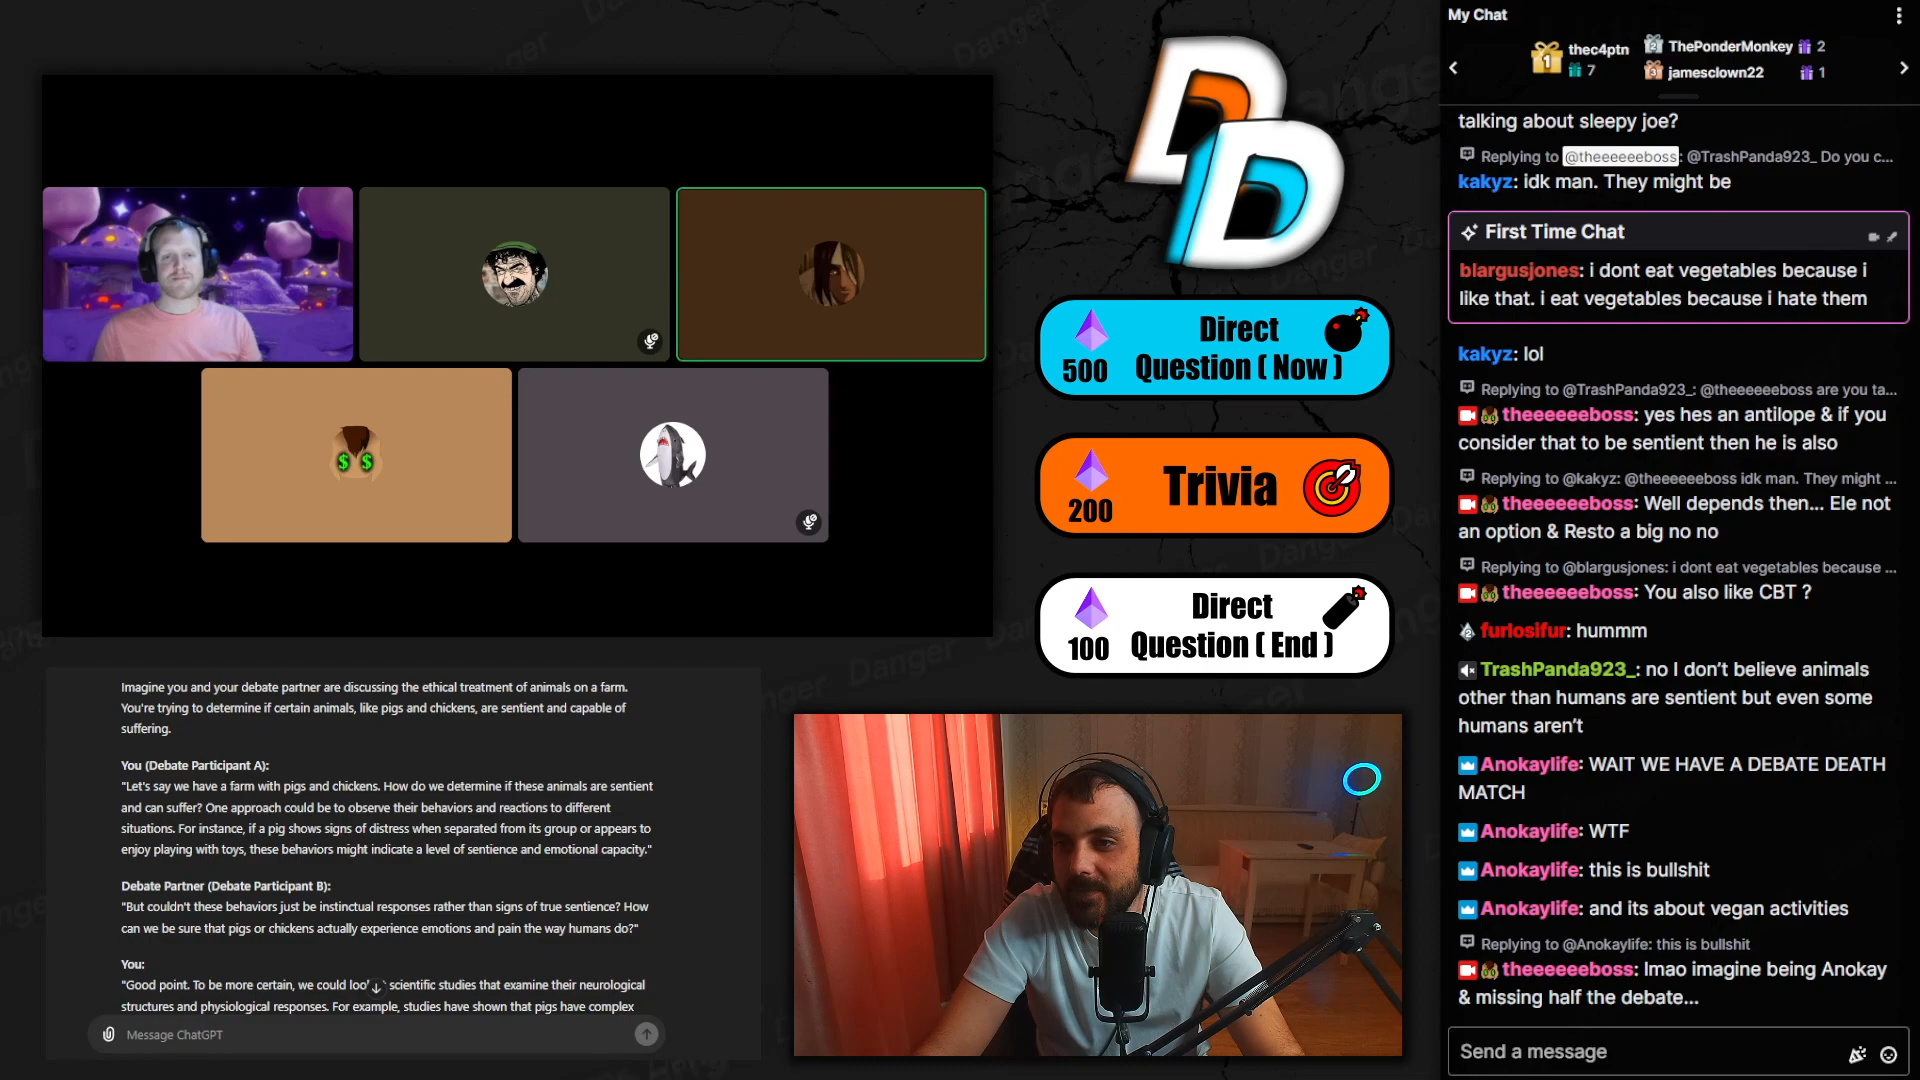 DD
500
Direct
Question ( Now )
200
Trivia
100
Direct
Question ( End )
Imagine you and your debate partner are discussing the ethical treatment of animals on a farm.
You're trying to determine if certain animals, like pigs and chickens, are sentient and capable of
suffering.
You (Debate Participant A):
"Let's say we have a farm with pigs and chickens. How do we determine if these animals are sentient
and can suffer? One approach could be to observe their behaviors and reactions to different
situations. For instance, if a pig shows signs of distress when separated from its group or appears to
enjoy playing with toys, these behaviors might indicate a level of sentience and emotional capacity."
Debate Partner (Debate Participant B):
"But couldn't these behaviors just be instinctual responses rather than signs of true sentience? How
can we be sure that pigs or chickens actually experience emotions and pain the way humans do?"
You:
"Good point. To be more certain, we could scientific studies that examine their neurological
structures and physiological responses. For example, studies have shown that pigs have complex
Message ChatGPT
My Chat
1 thec4ptn
7
2 ThePonderMonkey 2
3 jamesclown22 1
talking about sleepy joe?
Replying to @theeeeeeboss: @TrashPanda923_ Do you c...
kakyz: idk man. They might be
First Time Chat
blargusjones: i dont eat vegetables because i
like that. i eat vegetables because i hate them
kakyz: lol
Replying to @TrashPanda923_: @theeeeeeboss are you ta...
theeeeeeboss: yes hes an antilope & if you
consider that to be sentient then he is also
Replying to @kakyz: @theeeeeeboss idk man. They might ...
theeeeeeboss: Well depends then... Ele not
an option & Resto a big no no
Replying to @blargusjones: i dont eat vegetables because ...
theeeeeeboss: You also like CBT ?
furiosifur: hummm
TrashPanda923_: no I don't believe animals
other than humans are sentient but even some
humans aren't
Anokaylife: WAIT WE HAVE A DEBATE DEATH
MATCH
Anokaylife: WTF
Anokaylife: this is bullshit
Anokaylife: and its about vegan activities
Replying to @Anokaylife: this is bullshit
theeeeeeboss: lmao imagine being Anokay
& missing half the debate...
Send a message